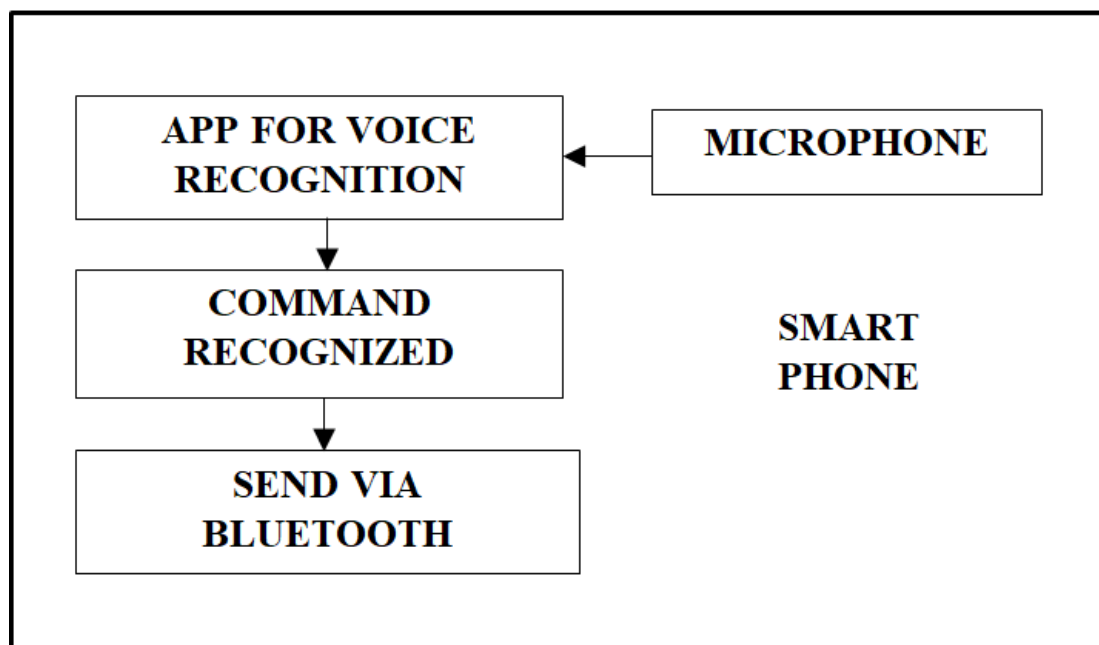 APP FOR VOICE
RECOGNITION
MICROPHONE
COMMAND
RECOGNIZED
SMART
PHONE
SEND VIA
BLUETOOTH